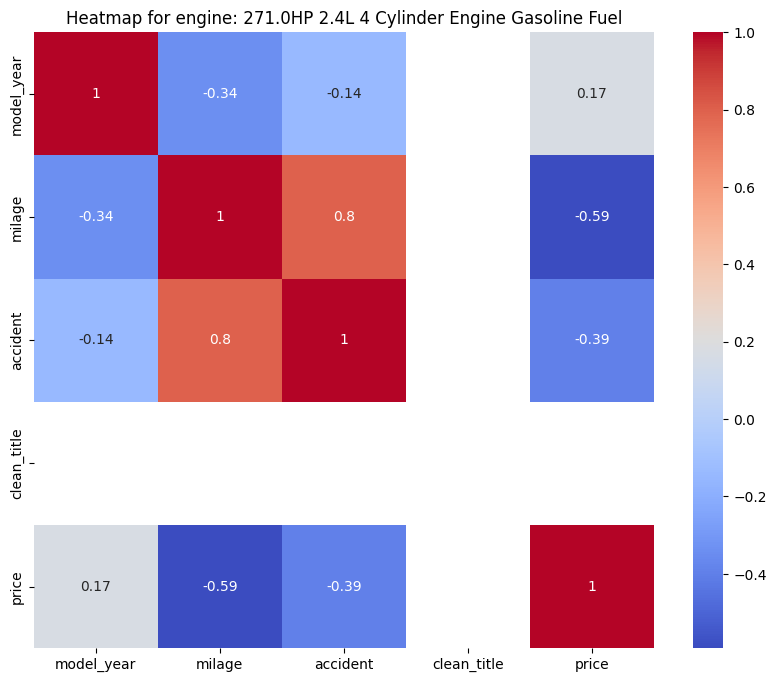 Heatmap for engine: 271.0HP 2.4L 4 Cylinder Engine Gasoline Fuel
model_year 1 -0.34 -0.14 0.17
milage -0.34 1 0.8 -0.59
accident -0.14 0.8 1 -0.39
clean_title
price 0.17 -0.59 -0.39 1
model_year milage accident clean_title price
1.0
0.8
0.6
0.4
0.2
0.0
−0.2
−0.4